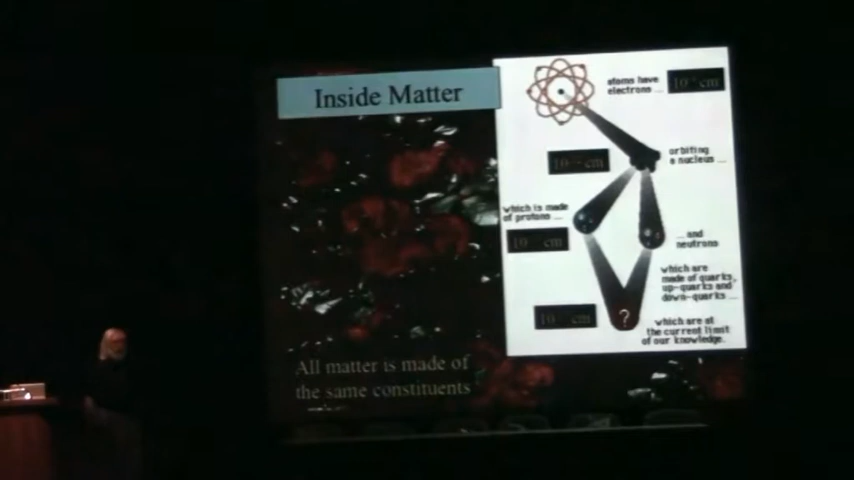 Inside Matter
atoms have
electrons ...
cm
orbiting
a nucleus ...
cm
which is made
of protons ...
cm
... and
neutrons
which are
made of quarks,
up-quarks and
down-quarks ...
cm
?
which are at
the current limit
of our knowledge.
All matter is made of
the same constituents